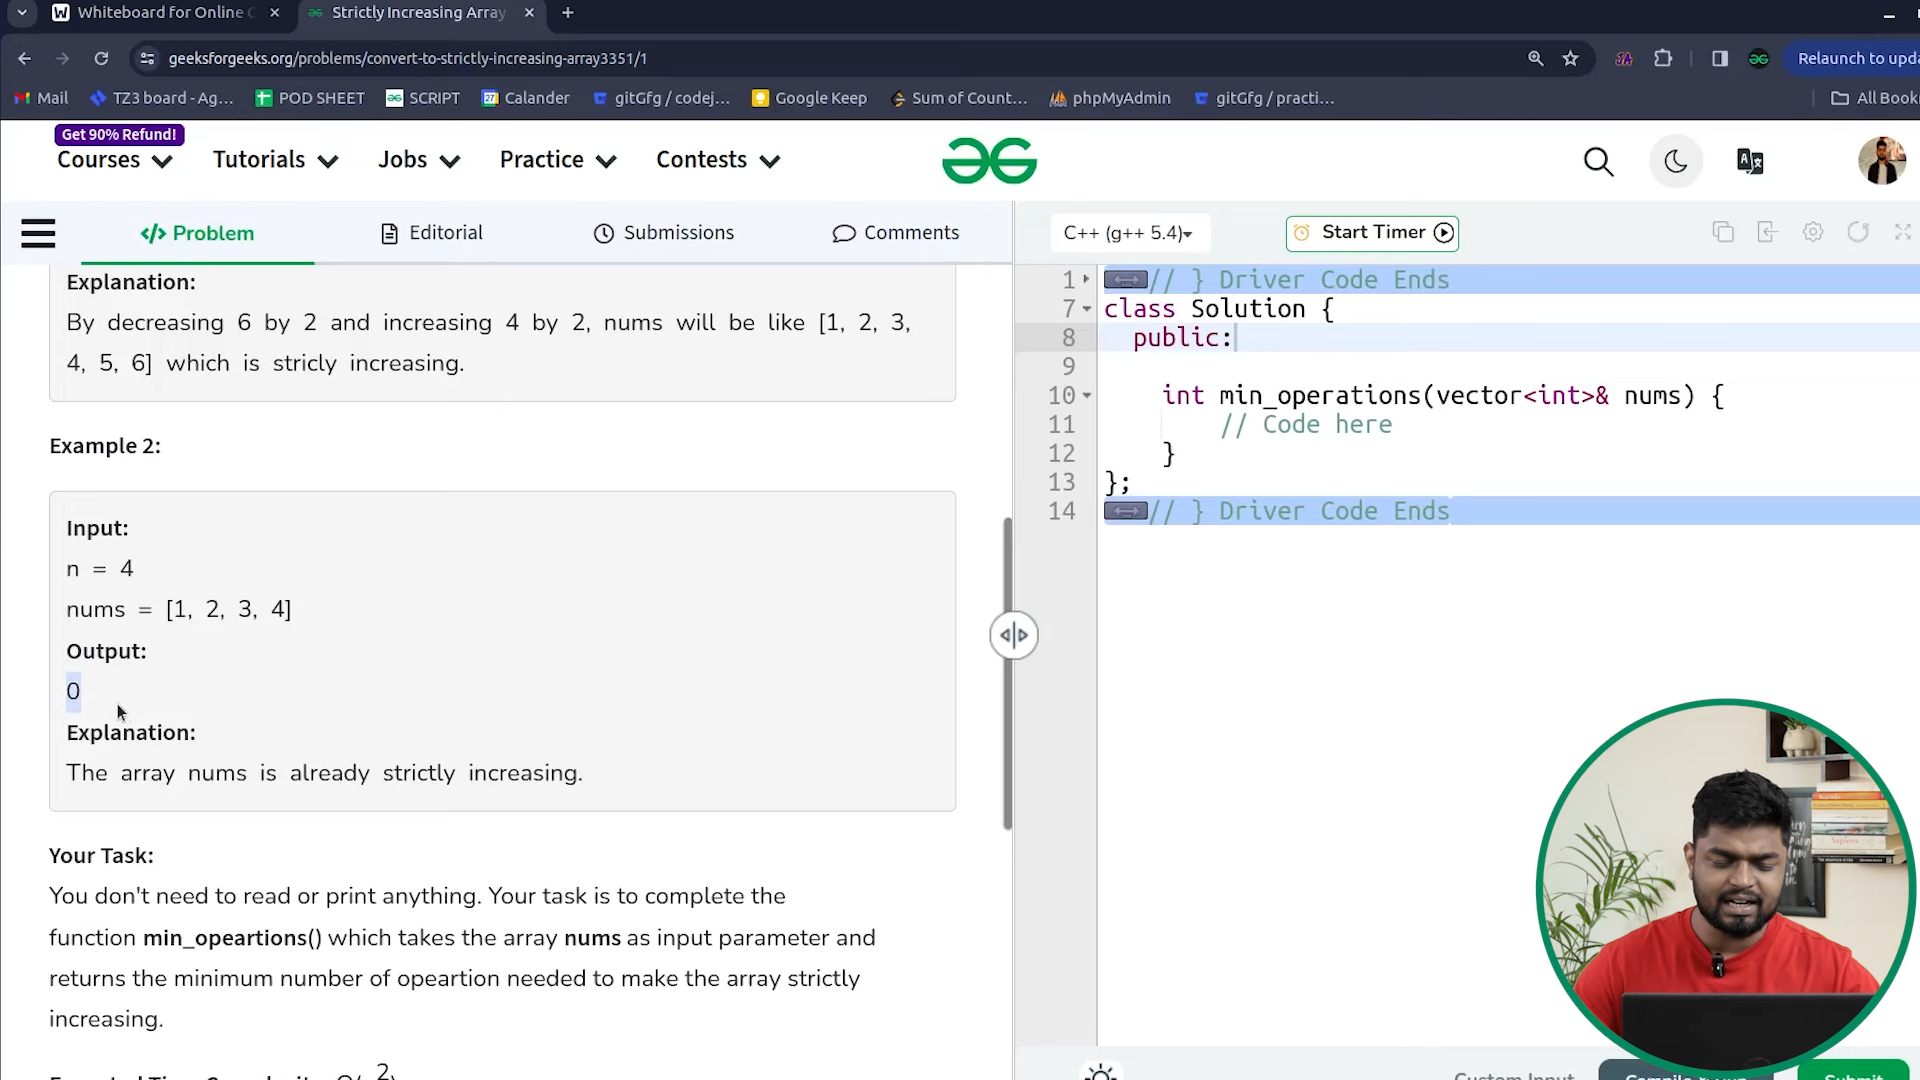 Whiteboard for Online C
Strictly Increasing Array
geeksforgeeks.org/problems/convert-to-strictly-increasing-array3351/1
Relaunch to upda
Mail
TZ3 board - Ag...
POD SHEET
SCRIPT
Calander
gitGfg / codej...
Google Keep
Sum of Count...
phpMyAdmin
gitGfg / practi...
All Book
Get 90% Refund!
Courses
Tutorials
Jobs
Practice
Contests
</> Problem
Editorial
Submissions
Comments
C++ (g++ 5.4)
Start Timer
Explanation:
By decreasing 6 by 2 and increasing 4 by 2, nums will be like [1, 2, 3,
4, 5, 6] which is stricly increasing.
Example 2:
Input:
n = 4
nums = [1, 2, 3, 4]
Output:
0
Explanation:
The array nums is already strictly increasing.
Your Task:
You don't need to read or print anything. Your task is to complete the
function min_opeartions() which takes the array nums as input parameter and
returns the minimum number of opeartion needed to make the array strictly
increasing.
1 // } Driver Code Ends
7 class Solution {
8 public:
9
10 int min_operations(vector<int>& nums) {
11 // Code here
12 }
13 };
14 // } Driver Code Ends
Custom Input
Submit